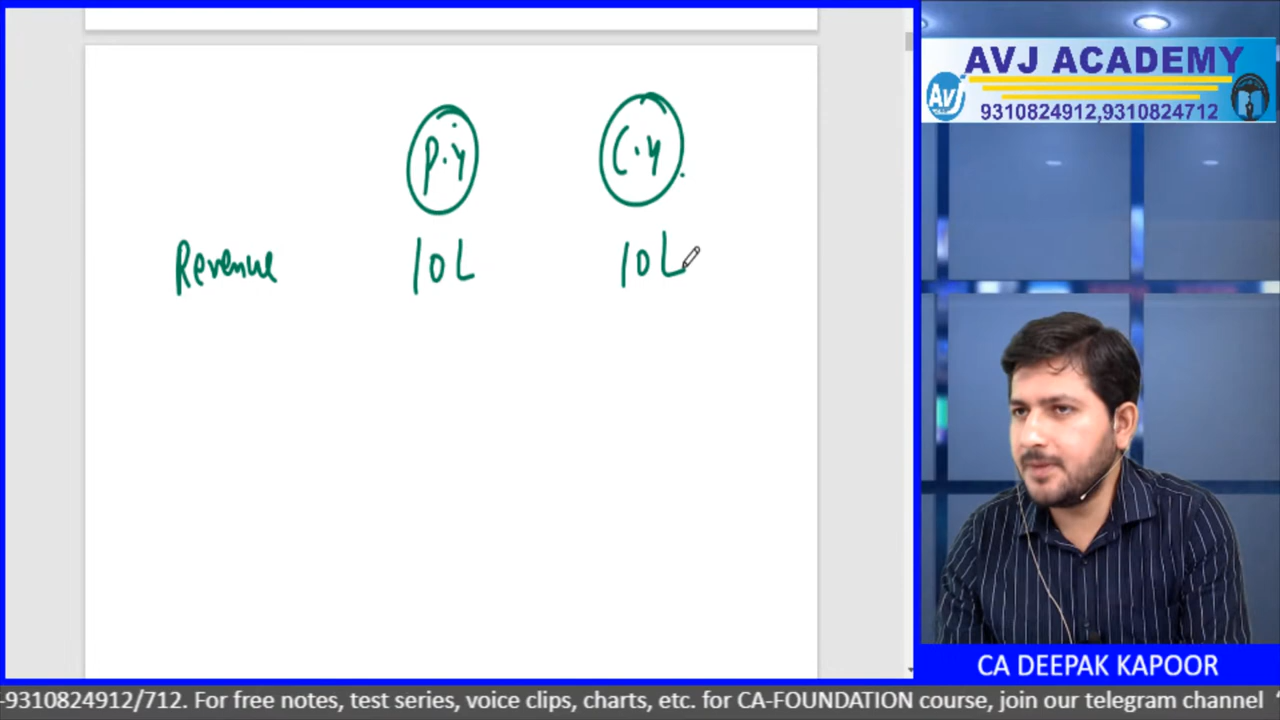 P.Y C.Y
Revenue 10L 10L
AVJ ACADEMY
AV
9310824912,9310824712
CA DEEPAK KAPOOR
-9310824912/712. For free notes, test series, voice clips, charts, etc. for CA-FOUNDATION course, join our telegram channel